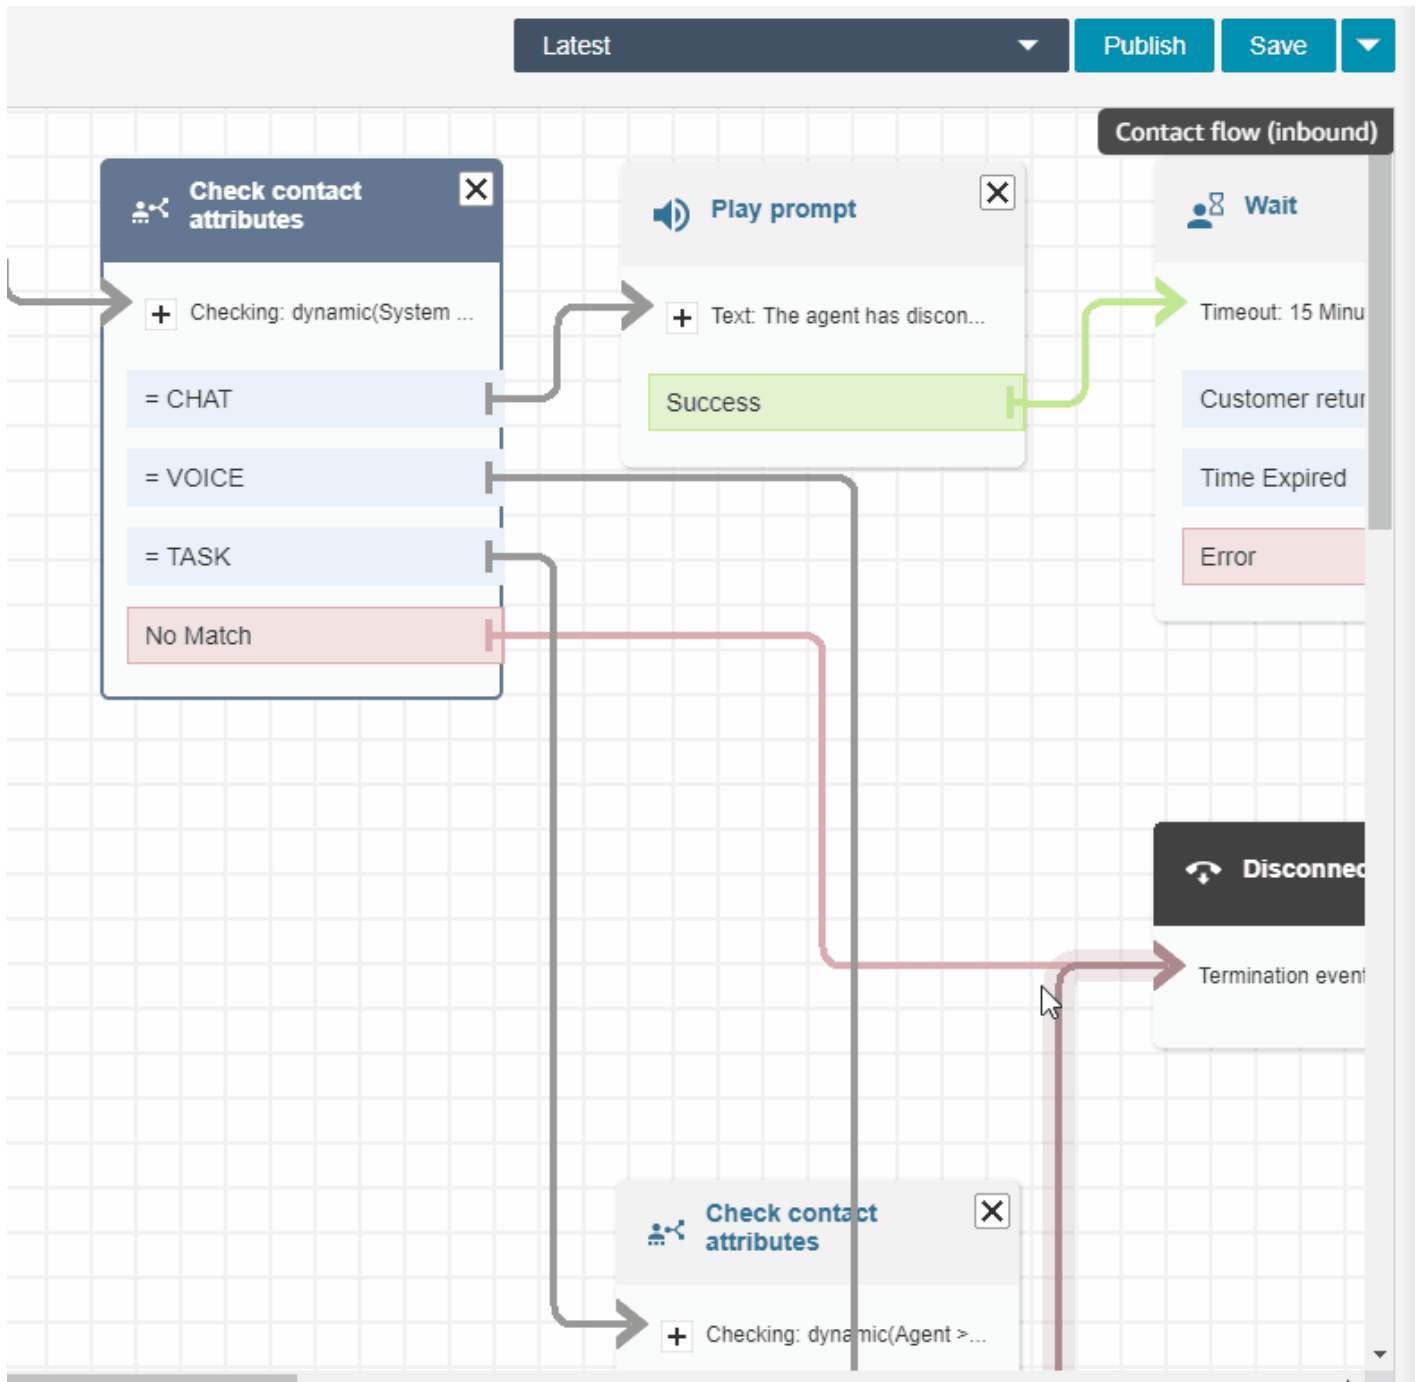 Latest
Publish
Save
Contact flow (inbound)
Check contact
attributes
Checking: dynamic(System ...
= CHAT
= VOICE
= TASK
No Match
Play prompt
Text: The agent has discon...
Success
Wait
Timeout: 15 Minu
Customer retur
Time Expired
Error
Disconnec
Termination event
Check contact
attributes
Checking: dynamic(Agent >...